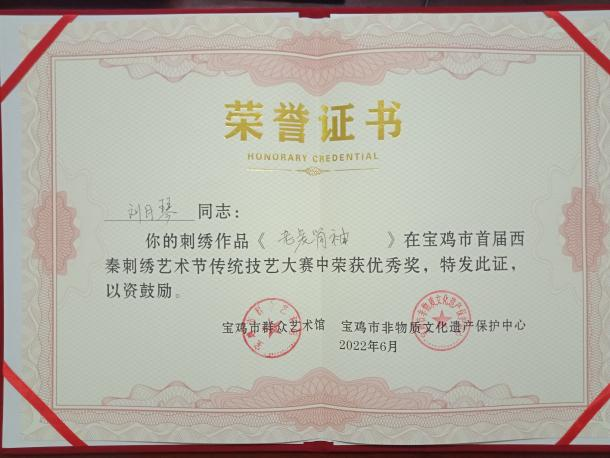 荣誉证书
HONORARY CREDENTIAL
刘月琴 同志：
你的刺绣作品《 》在宝鸡市首届西
秦刺绣艺术节传统技艺大赛中荣获优秀奖，特发此证，
以资鼓励。
宝鸡市群众艺术馆 宝鸡市非物质文化遗产保护中心
2022年6月